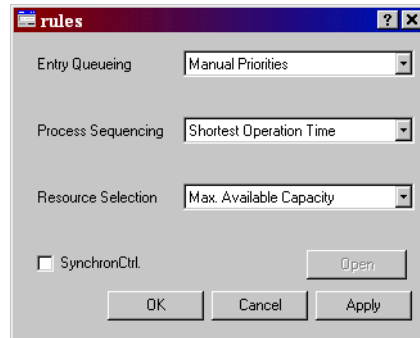 rules
Entry Queueing Manual Priorities
Process Sequencing Shortest Operation Time
Resource Selection Max. Available Capacity
SynchronCtrl. Open
OK Cancel Apply